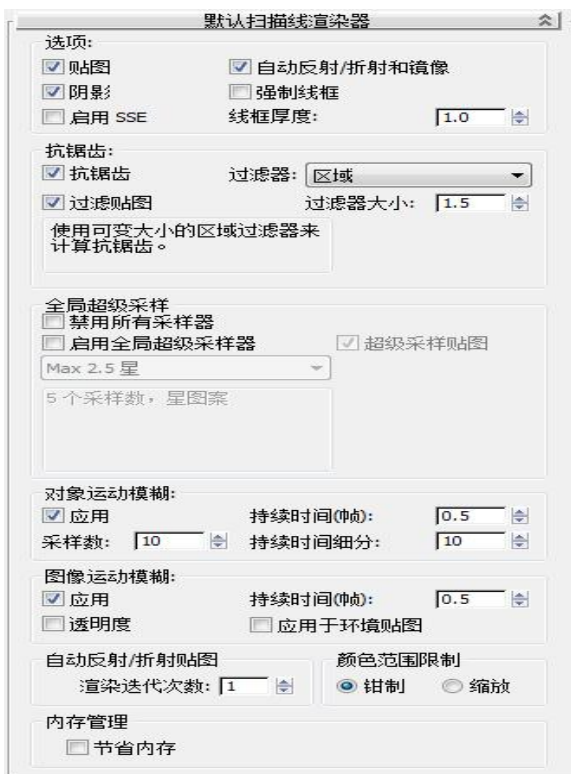 默认扫描线渲染器
选项:
贴图 自动反射/折射和镜像
阴影 强制线框
启用 SSE 线框厚度: 1.0
抗锯齿:
抗锯齿 过滤器: 区域
过滤贴图 过滤器大小: 1.5
使用可变大小的区域过滤器来
计算抗锯齿。
全局超级采样
禁用所有采样器
启用全局超级采样器 超级采样贴图
Max 2.5 星
5 个采样数，星图案
对象运动模糊:
应用 持续时间(帧): 0.5
采样数: 10 持续时间细分: 10
图像运动模糊:
应用 持续时间(帧): 0.5
透明度 应用于环境贴图
自动反射/折射贴图 颜色范围限制
渲染迭代次数: 1 钳制 缩放
内存管理
节省内存